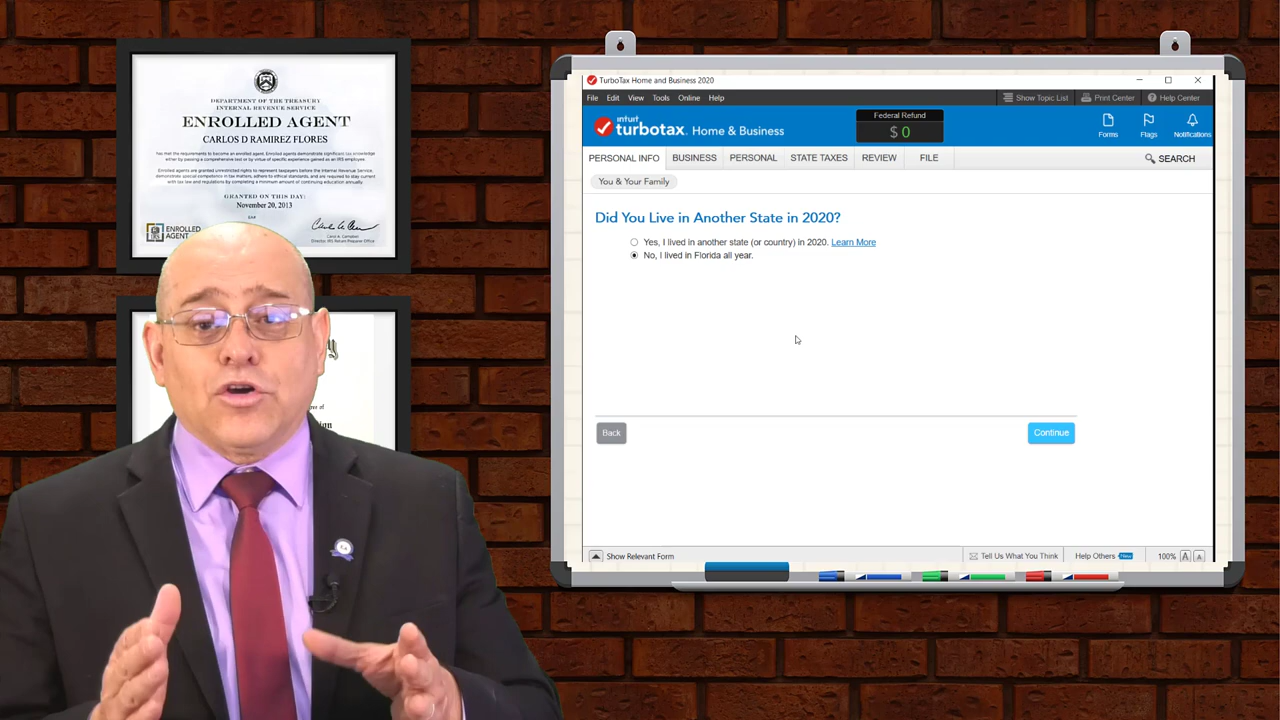 DEPARTMENT OF THE TREASURY
INTERNAL REVENUE SERVICE
ENROLLED AGENT
CARLOS D RAMIREZ FLORES
GRANTED ON THIS DAY:
November 20, 2013
EA#
ENROLLED
AGENT
IRS
TurboTax Home and Business 2020
File Edit View Tools Online Help
Show Topic List Print Center Help Center
intuit
turbotax. Home & Business
Federal Refund
$ 0
Forms Flags Notifications
PERSONAL INFO BUSINESS PERSONAL STATE TAXES REVIEW FILE SEARCH
You & Your Family
Did You Live in Another State in 2020?
Yes, I lived in another state (or country) in 2020. Learn More
No, I lived in Florida all year.
Back Continue
Show Relevant Form Tell Us What You Think Help Others New 100% A A